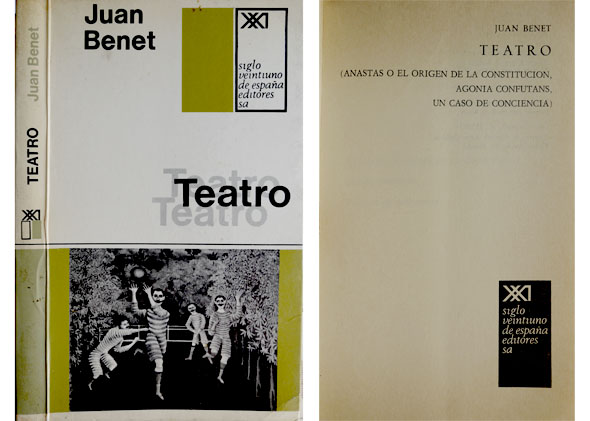 Juan Benet
TEATRO
Juan
Benet
siglo
veintiuno
de españa
editores
sa
Teatro
Teatro
Teatro
JUAN BENET
TEATRO
(ANASTAS O EL ORIGEN DE LA CONSTITUCION,
AGONIA CONFUTANS,
UN CASO DE CONCIENCIA)
siglo
veintiuno
de españa
editores
sa